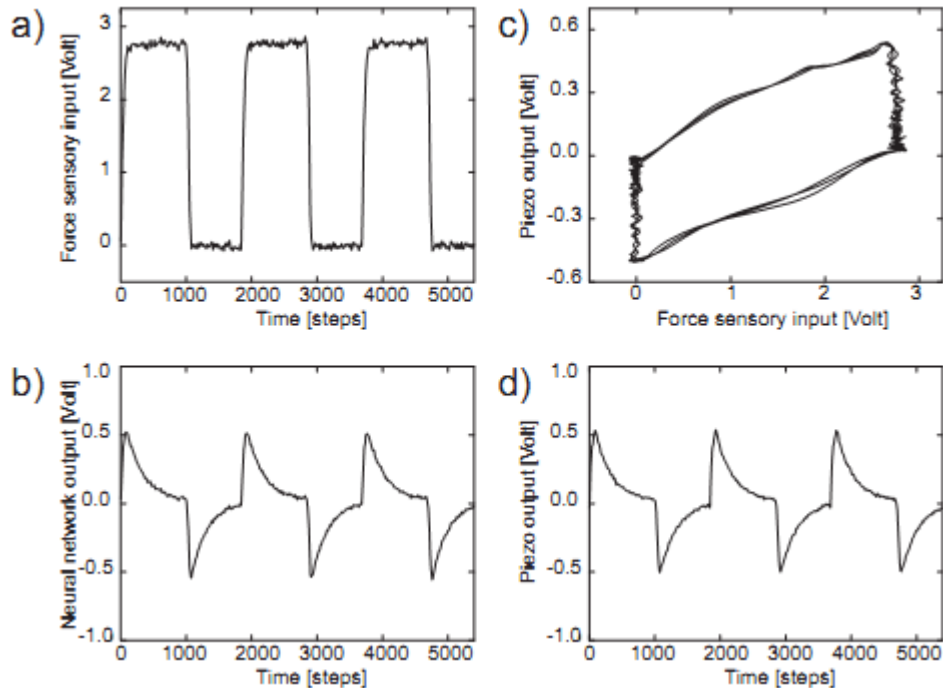 a)
Force sensory input [Volt]
3
2
1
0
0 1000 2000 3000 4000 5000
Time [steps]
c)
Piezo output [Volt]
0.6
0.3
0.0
-0.3
-0.6
0 1 2 3
Force sensory input [Volt]
b)
Neural network output [Volt]
1.0
0.5
0.0
-0.5
-1.0
0 1000 2000 3000 4000 5000
Time [steps]
d)
Piezo output [Volt]
1.0
0.5
0.0
-0.5
-1.0
0 1000 2000 3000 4000 5000
Time [steps]